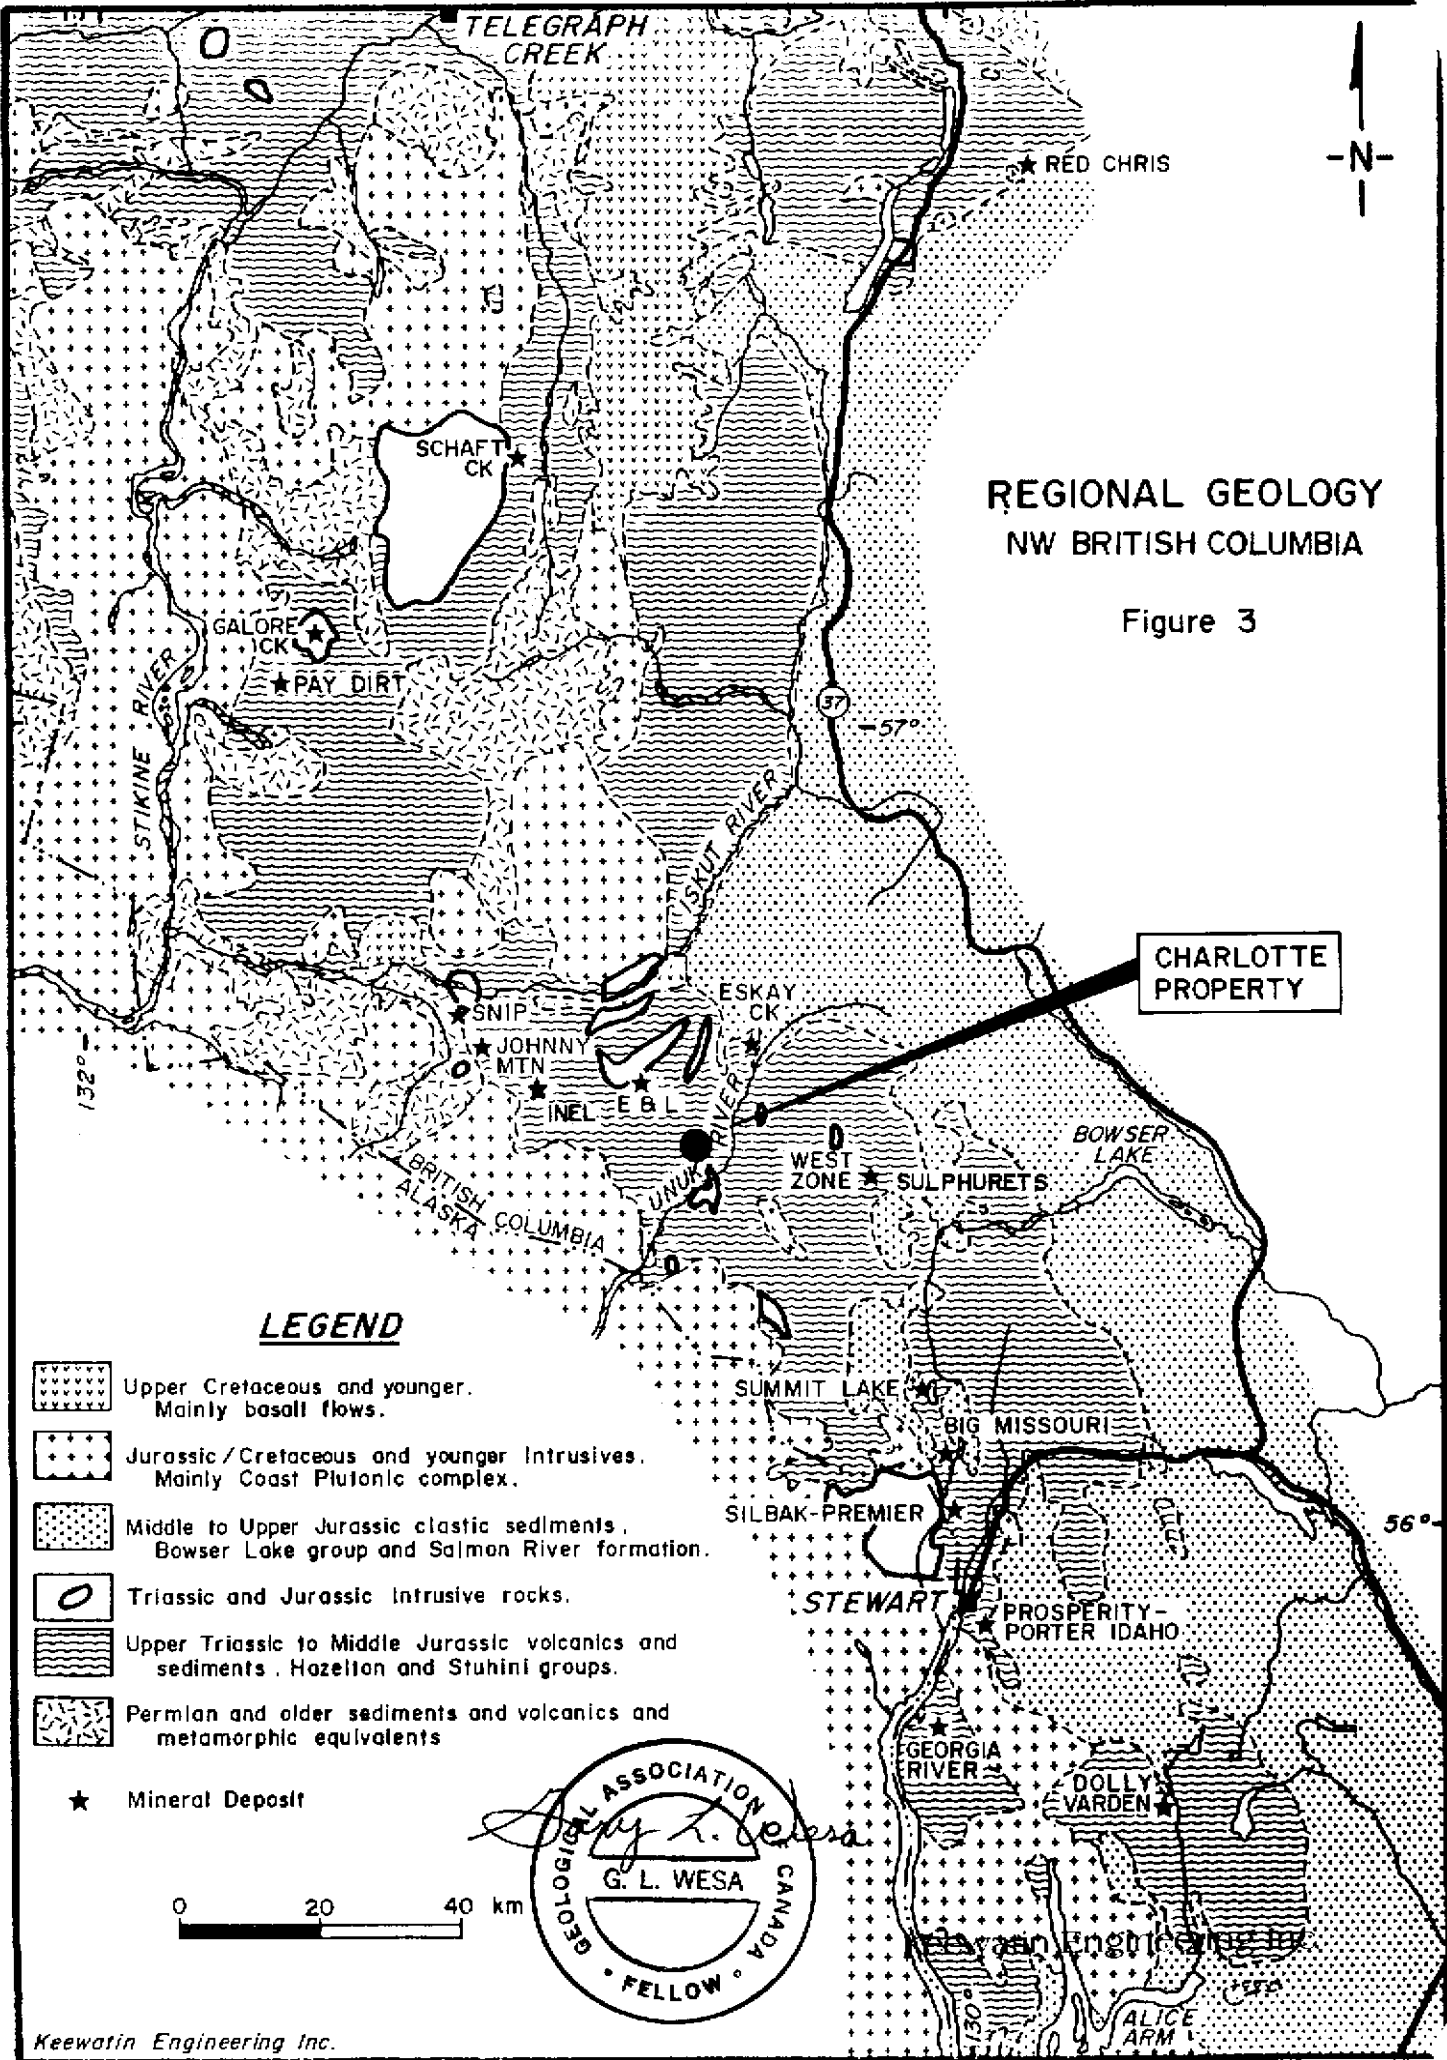 TELEGRAPH
CREEK
RED CHRIS
-N-
SCHAFT
CK
REGIONAL GEOLOGY
NW BRITISH COLUMBIA
Figure 3
GALORE
CK
PAY DIRT
STIKINE RIVER
37
57°
ISKUT RIVER
CHARLOTTE
PROPERTY
ESKAY
CK
SNIP
JOHNNY
MTN
INEL
E & L
132°
UNUK RIVER
WEST
ZONE
SULPHURETS
BOWSER
LAKE
BRITISH COLUMBIA
ALASKA
LEGEND
Upper Cretaceous and younger.
Mainly basalt flows.
Jurassic/Cretaceous and younger Intrusives.
Mainly Coast Plutonic complex.
Middle to Upper Jurassic clastic sediments,
Bowser Lake group and Salmon River formation.
Triassic and Jurassic Intrusive rocks.
Upper Triassic to Middle Jurassic volcanics and
sediments. Hazelton and Stuhini groups.
Permian and older sediments and volcanics and
metamorphic equivalents
Mineral Deposit
SUMMIT LAKE
BIG MISSOURI
SILBAK-PREMIER
56°
STEWART
PROSPERITY-
PORTER IDAHO
GEORGIA
RIVER
DOLLY
VARDEN
0 20 40 km
GEOLOGICAL ASSOCIATION OF CANADA
G. L. WESA
FELLOW
Keewatin Engineering Inc.
130°
ALICE
ARM
Keewatin Engineering Inc.